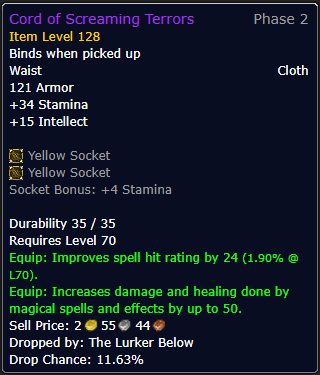 Cord of Screaming Terrors Phase 2
Item Level 128
Binds when picked up
Waist Cloth
121 Armor
+34 Stamina
+15 Intellect
Yellow Socket
Yellow Socket
Socket Bonus: +4 Stamina
Durability 35 / 35
Requires Level 70
Equip: Improves spell hit rating by 24 (1.90% @
L70).
Equip: Increases damage and healing done by
magical spells and effects by up to 50.
Sell Price: 2 55 44
Dropped by: The Lurker Below
Drop Chance: 11.63%